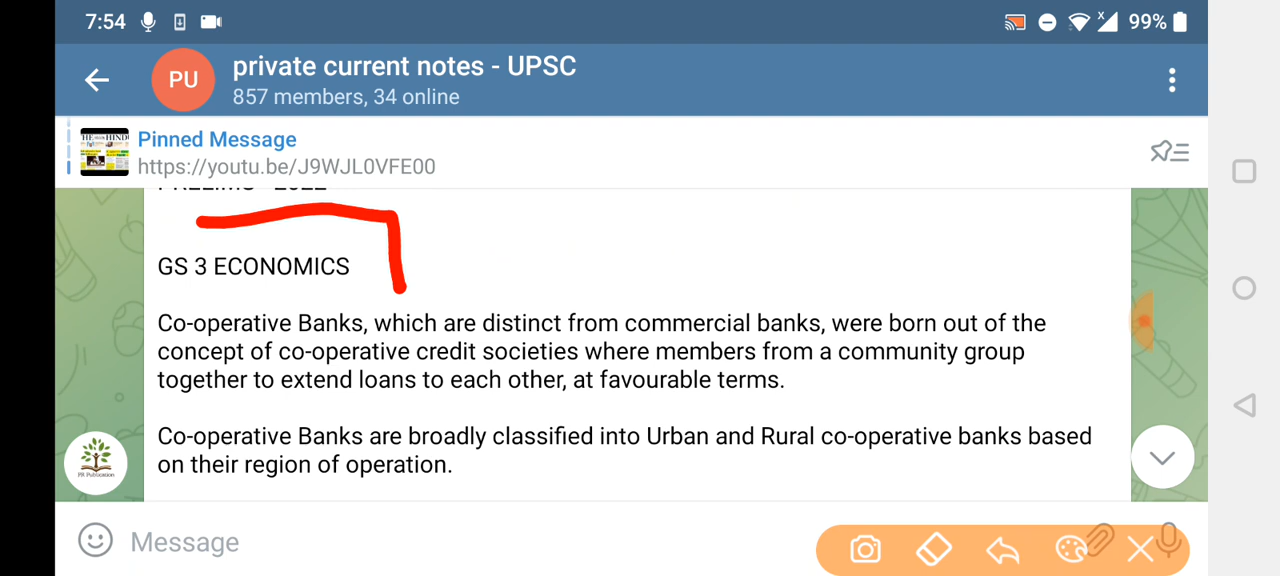 7:54
99%
PU
private current notes - UPSC
857 members, 34 online
Pinned Message
https://youtu.be/J9WJL0VFE00
GS 3 ECONOMICS
Co-operative Banks, which are distinct from commercial banks, were born out of the
concept of co-operative credit societies where members from a community group
together to extend loans to each other, at favourable terms.
Co-operative Banks are broadly classified into Urban and Rural co-operative banks based
on their region of operation.
PR Publication
Message